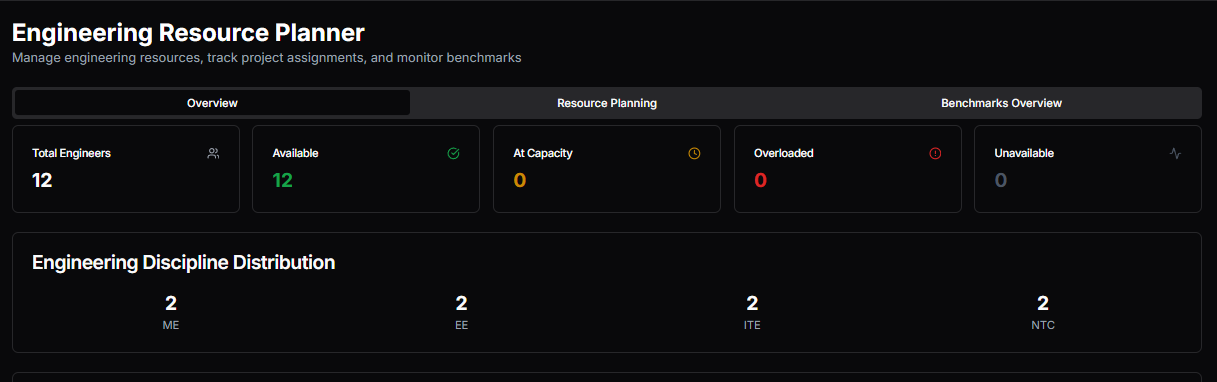 Engineering Resource Planner
Manage engineering resources, track project assignments, and monitor benchmarks
Overview Resource Planning Benchmarks Overview
Total Engineers Available At Capacity Overloaded Unavailable
12 12 0 0 0
Engineering Discipline Distribution
2 2 2 2
ME EE ITE NTC